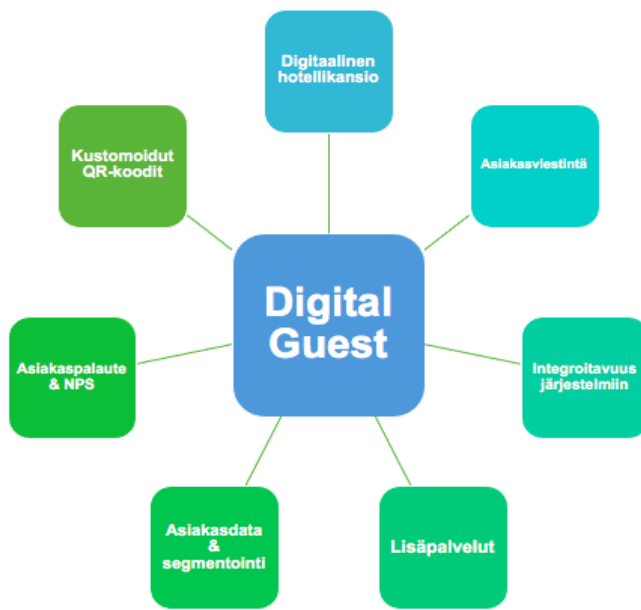 Digitaalinen
hotellikansio
Kustomoidut
QR-koodit
Asiakasviestintä
Digital
Guest
Asiakaspalaute
& NPS
Integroitavuus
järjestelmiin
Asiakasdata
&
segmentointi
Lisäpalvelut